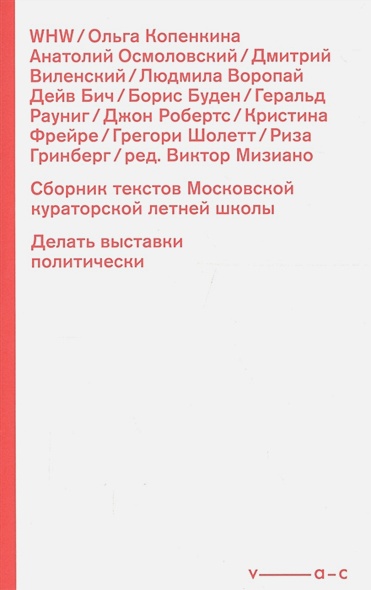 WHW / Ольга Копенкина
Анатолий Осмоловский / Дмитрий
Виленский / Людмила Воропай
Дейв Бич / Борис Буден / Геральд
Рауниг / Джон Робертс / Кристина
Фрейре / Грегори Шолетт / Риза
Гринберг / ред. Виктор Мизиано
Сборник текстов Московской
кураторской летней школы
Делать выставки
политически
v——a–c